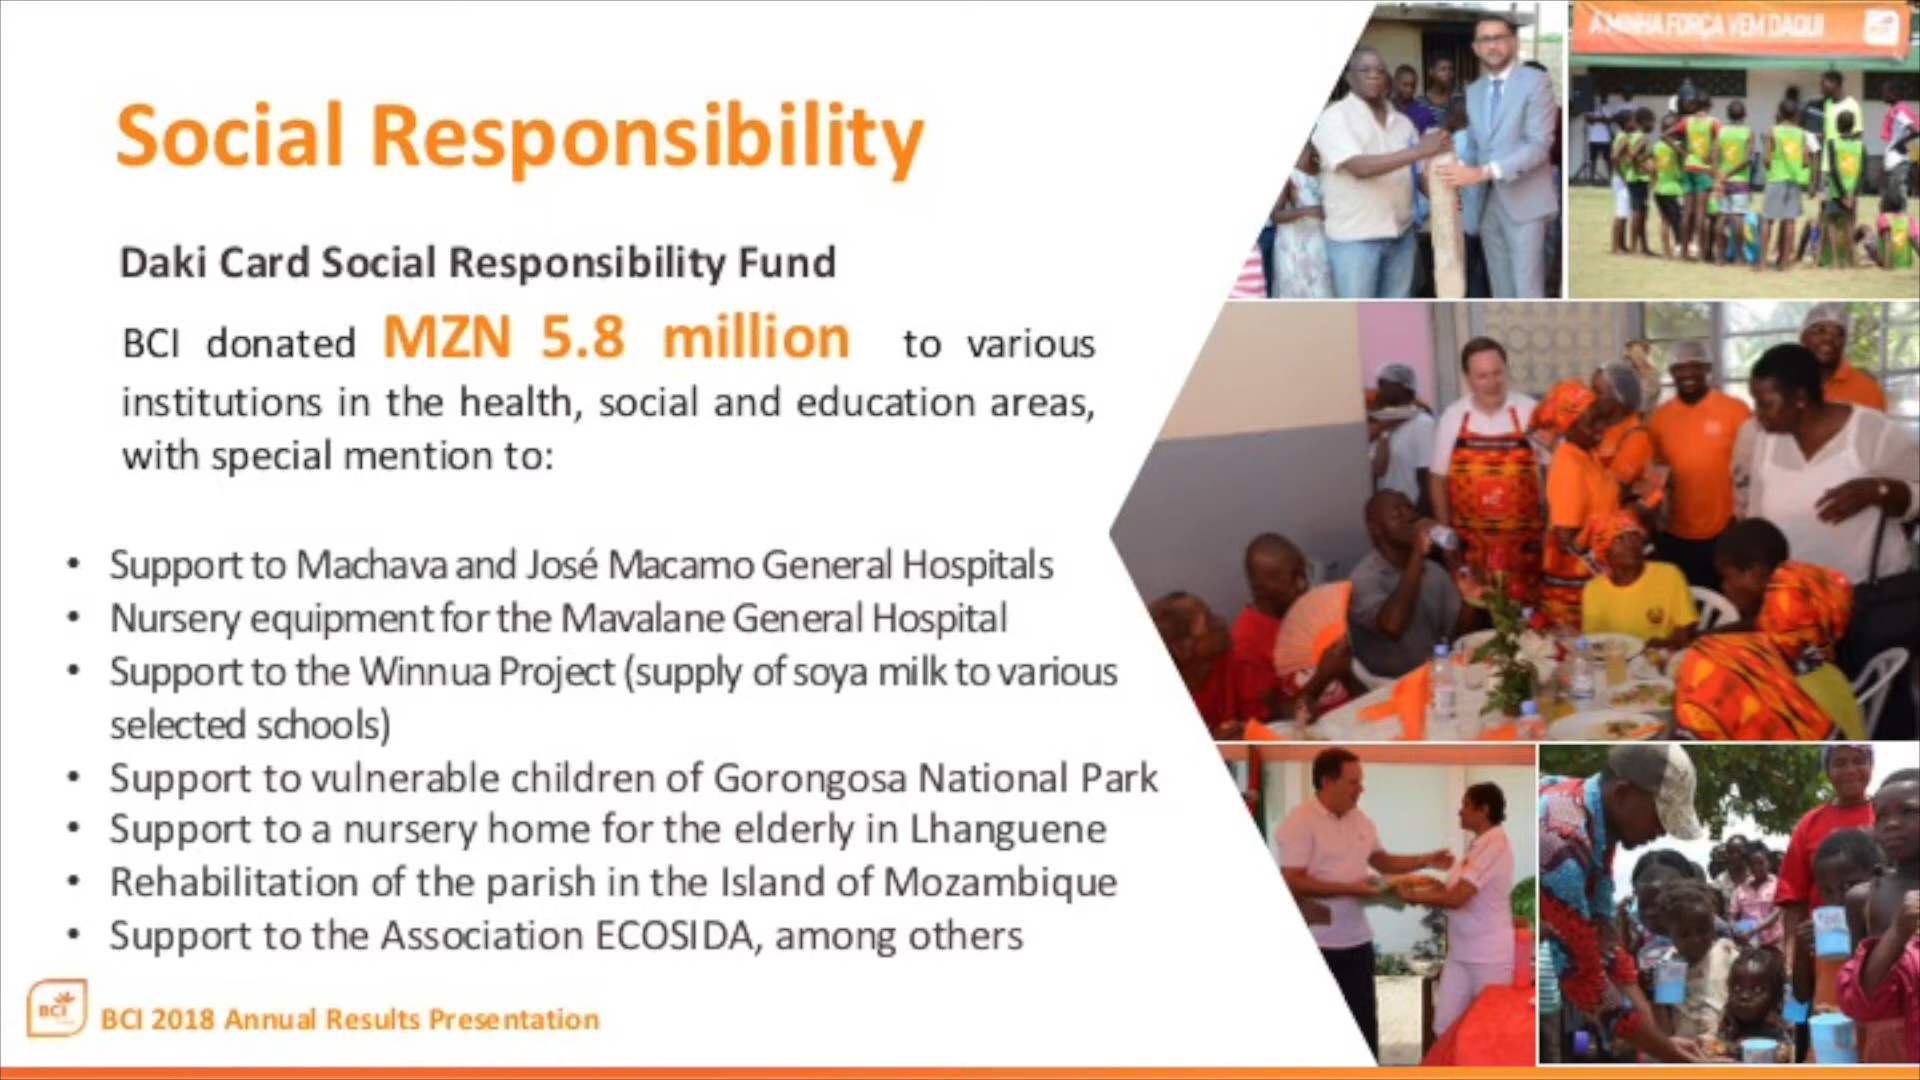 Social Responsibility
Daki Card Social Responsibility Fund
BCI donated MZN 5.8 million to various
institutions in the health, social and education areas,
with special mention to:
• Support to Machava and José Macamo General Hospitals
• Nursery equipment for the Mavalane General Hospital
• Support to the Winnua Project (supply of soya milk to various
selected schools)
• Support to vulnerable children of Gorongosa National Park
• Support to a nursery home for the elderly in Lhanguene
• Rehabilitation of the parish in the Island of Mozambique
• Support to the Association ECOSIDA, among others
BCI
BCI 2018 Annual Results Presentation
A MINHA FORÇA VEM DAQUI